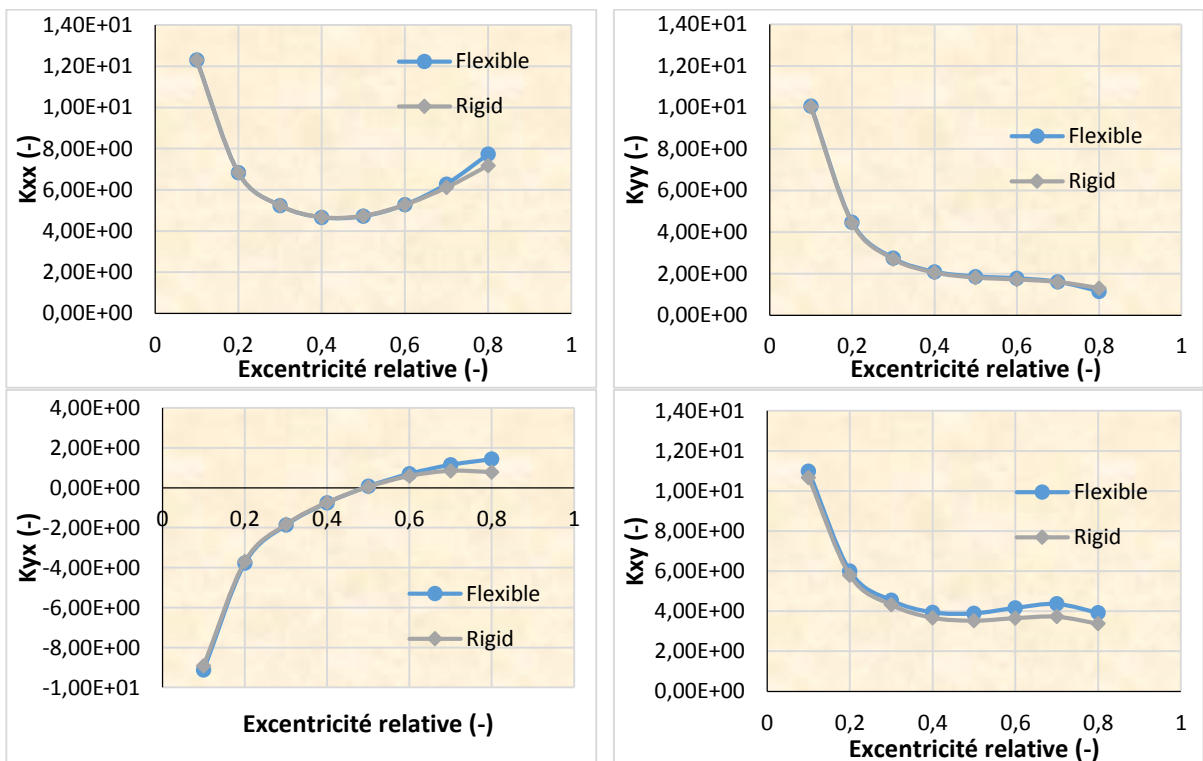 1,40E+01
1,20E+01
1,00E+01
8,00E+00
6,00E+00
4,00E+00
2,00E+00
0,00E+00
Kxx (-)
Flexible
Rigid
0 0,2 0,4 0,6 0,8 1
Excentricité relative (-)
1,40E+01
1,20E+01
1,00E+01
8,00E+00
6,00E+00
4,00E+00
2,00E+00
0,00E+00
Kyy (-)
Flexible
Rigid
0 0,2 0,4 0,6 0,8 1
Excentricité relative (-)
4,00E+00
2,00E+00
0,00E+00
-2,00E+00
-4,00E+00
-6,00E+00
-8,00E+00
-1,00E+01
Kyx (-)
0 0,2 0,4 0,6 0,8 1
Flexible
Rigid
Excentricité relative (-)
1,40E+01
1,20E+01
1,00E+01
8,00E+00
6,00E+00
4,00E+00
2,00E+00
0,00E+00
Kxy (-)
Flexible
Rigid
0 0,2 0,4 0,6 0,8 1
Excentricité relative (-)